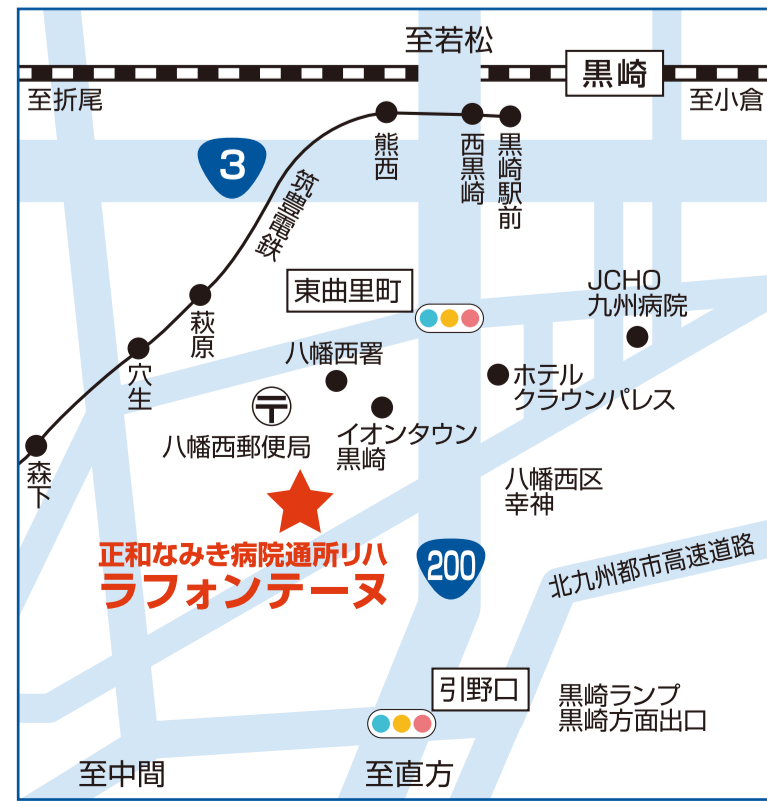 至若松
黒崎
至折尾
至小倉
熊西
西黒崎
黒崎駅前
3
筑豊電鉄
東曲里町
JCHO
九州病院
萩原
穴生
八幡西署
ホテル
クラウンパレス
イオンタウン
黒崎
八幡西郵便局
森下
八幡西区
幸神
正和なみき病院通所リハ
ラフォンテーヌ
200
北九州都市高速道路
引野口
黒崎ランプ
黒崎方面出口
至中間
至直方